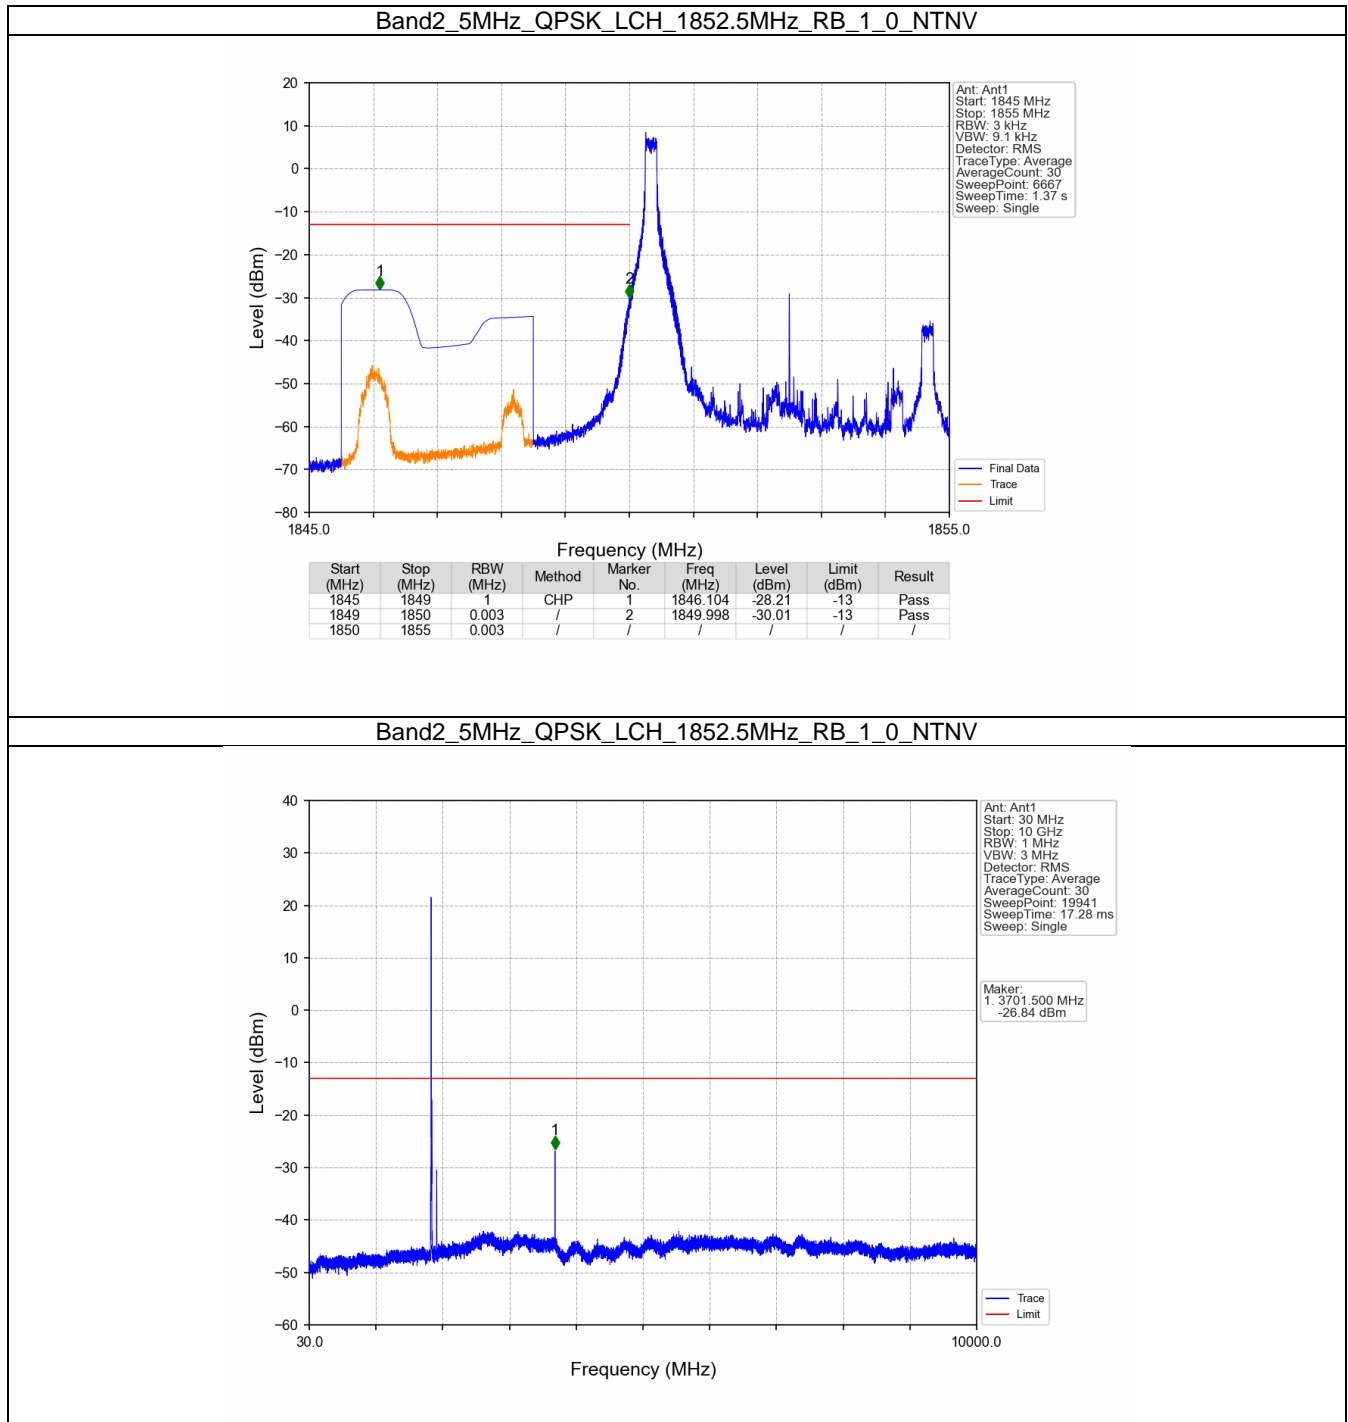 Band2_5MHz_QPSK_LCH_1852.5MHz_RB_1_0_NTNV
20
10
0
−10
−20
−30
−40
−50
−60
−70
−80
Level (dBm)
1
2
1845.0
1855.0
Frequency (MHz)
Ant: Ant1
Start: 1845 MHz
Stop: 1855 MHz
RBW: 3 kHz
VBW: 9.1 kHz
Detector: RMS
TraceType: Average
AverageCount: 30
SweepPoint: 6667
SweepTime: 1.37 s
Sweep: Single
Final Data
Trace
Limit
Start (MHz) Stop (MHz) RBW (MHz) Method Marker No. Freq (MHz) Level (dBm) Limit (dBm) Result
1845 1849 1 CHP 1 1846.104 -28.21 -13 Pass
1849 1850 0.003 / 2 1849.998 -30.01 -13 Pass
1850 1855 0.003 / / / / / /
Band2_5MHz_QPSK_LCH_1852.5MHz_RB_1_0_NTNV
40
30
20
10
0
−10
−20
−30
−40
−50
−60
Level (dBm)
1
30.0
10000.0
Frequency (MHz)
Ant: Ant1
Start: 30 MHz
Stop: 10 GHz
RBW: 1 MHz
VBW: 3 MHz
Detector: RMS
TraceType: Average
AverageCount: 30
SweepPoint: 19941
SweepTime: 17.28 ms
Sweep: Single
Maker:
1. 3701.500 MHz
-26.84 dBm
Trace
Limit